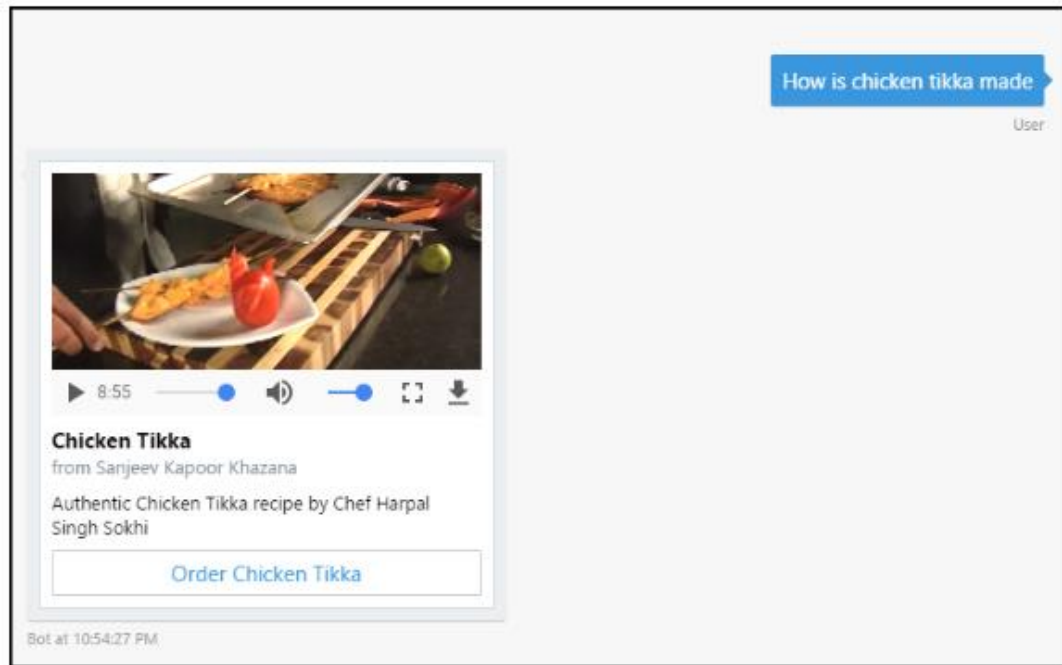 How is chicken tikka made
User
8:55
Chicken Tikka
from Sanjeev Kapoor Khazana
Authentic Chicken Tikka recipe by Chef Harpal
Singh Sokhi
Order Chicken Tikka
Bot at 10:54:27 PM